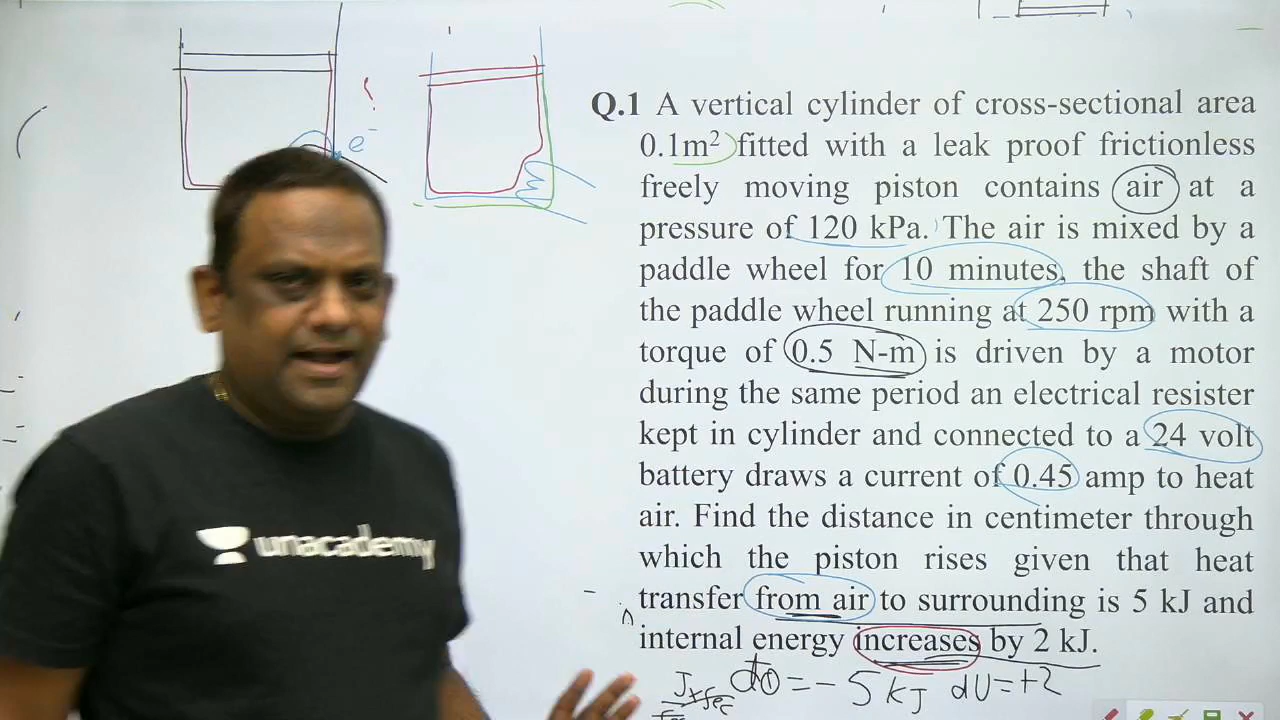 Q.1 A vertical cylinder of cross-sectional area
0.1m² fitted with a leak proof frictionless
freely moving piston contains air at a
pressure of 120 kPa. The air is mixed by a
paddle wheel for 10 minutes, the shaft of
the paddle wheel running at 250 rpm with a
torque of 0.5 N-m is driven by a motor
during the same period an electrical resister
kept in cylinder and connected to a 24 volt
battery draws a current of 0.45 amp to heat
air. Find the distance in centimeter through
which the piston rises given that heat
transfer from air to surrounding is 5 kJ and
internal energy increases by 2 kJ.
= - 5 kJ dU = +2
e⁻
unacademy